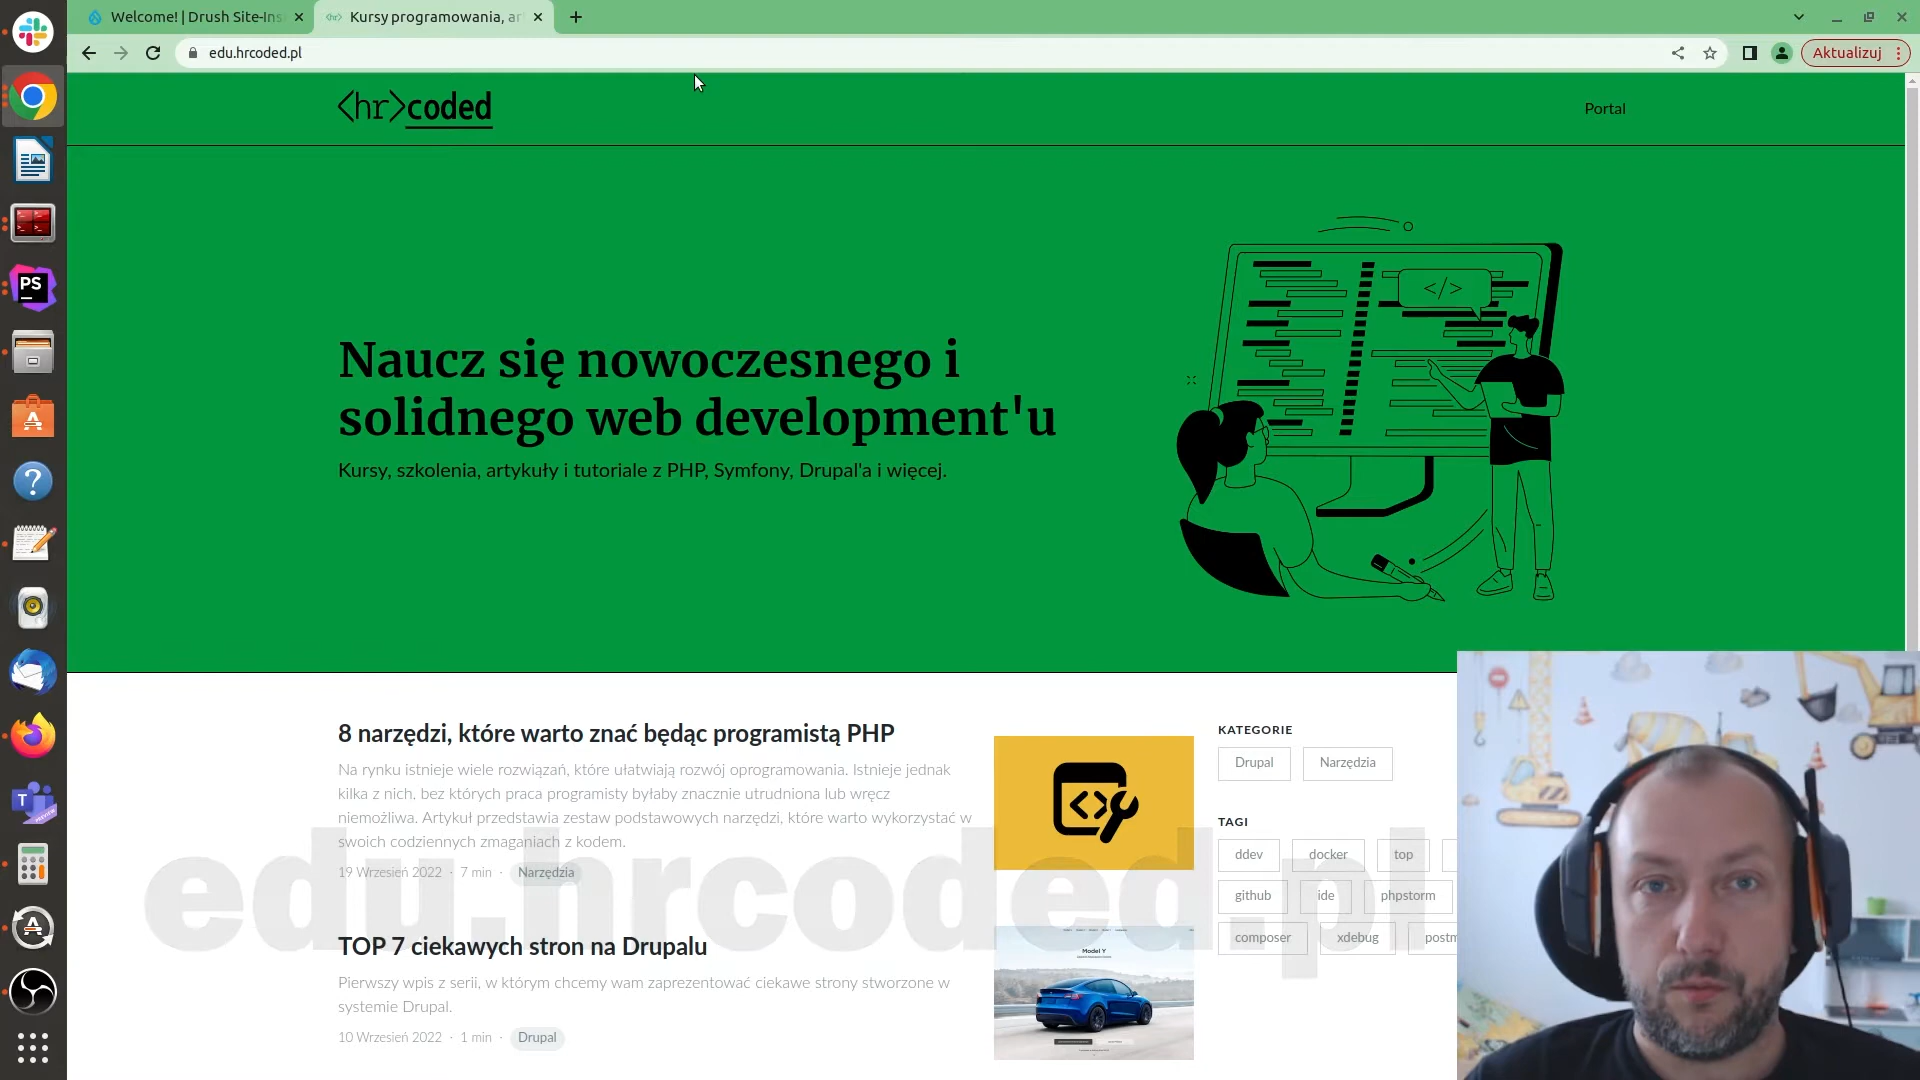 Welcome! | Drush Site-Ins
Kursy programowania, ar
edu.hrcoded.pl
Aktualizuj
<hr>coded
Portal
</>
Naucz się nowoczesnego i
solidnego web development'u
Kursy, szkolenia, artykuły i tutoriale z PHP, Symfony, Drupal'a i więcej.
8 narzędzi, które warto znać będąc programistą PHP
Na rynku istnieje wiele rozwiązań, które ułatwiają rozwój oprogramowania. Istnieje jednak
kilka z nich, bez których praca programisty byłaby znacznie utrudniona lub wręcz
niemożliwa. Artykuł przedstawia zestaw podstawowych narzędzi, które warto wykorzystać w
swoich codziennych zmaganiach z kodem.
19 Wrzesień 2022 · 7 min · Narzędzia
TOP 7 ciekawych stron na Drupalu
Pierwszy wpis z serii, w którym chcemy wam zaprezentować ciekawe strony stworzone w
systemie Drupal.
10 Wrzesień 2022 · 1 min · Drupal
Model Y
KATEGORIE
Drupal Narzędzia
TAGI
ddev docker top
github ide phpstorm
composer xdebug postm
edu.hrcoded.pl
PS
T